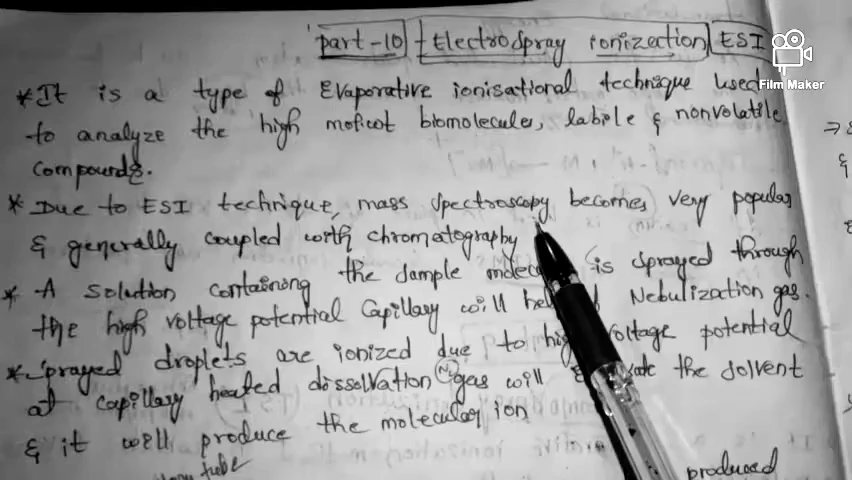 part-10 Electrospray ionization ESI
Film Maker
* It is a type of Evaporative ionisational technique used
to analyze the high molicot biomolecules, labile & nonvolatile
compounds.
* Due to ESI technique, mass spectroscopy becomes very popular
& generally coupled with chromatography
* A solution containing the sample molecu is sprayed through
the high voltage potential Capillary will hel Nebulization gas.
* Sprayed droplets are ionized due to high voltage potential
at capillary heated dissolvation (N2) gas will the solvent
& it will produce the molecular ion
tube
produced